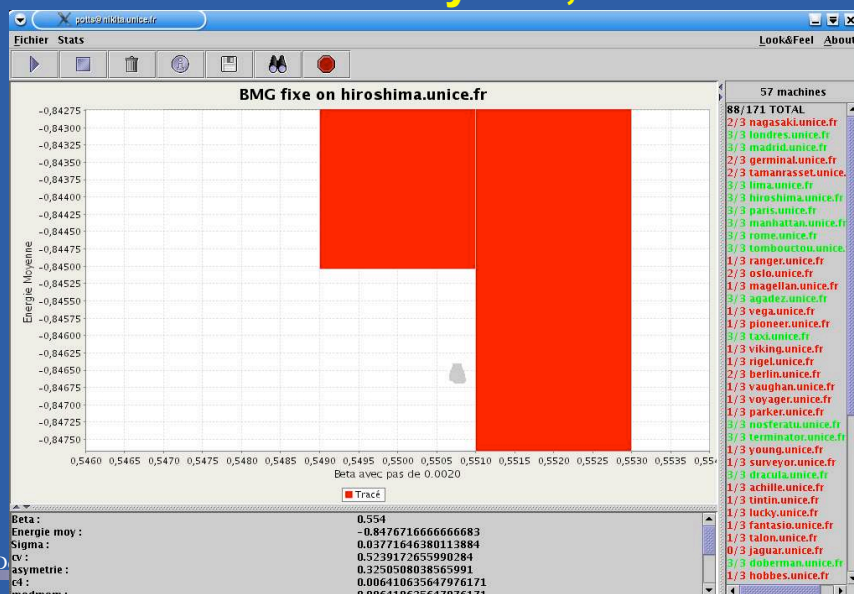 potts@nikita.unice.fr
Fichier Stats Look&Feel About
BMG fixe on hiroshima.unice.fr
-0,84275
-0,84300
-0,84325
-0,84350
-0,84375
-0,84400
-0,84425
-0,84450
-0,84475
-0,84500
-0,84525
-0,84550
-0,84575
-0,84600
-0,84625
-0,84650
-0,84675
-0,84700
-0,84725
-0,84750
Energie Moyenne
0,5460 0,5465 0,5470 0,5475 0,5480 0,5485 0,5490 0,5495 0,5500 0,5505 0,5510 0,5515 0,5520 0,5525 0,5530 0,5535
Beta avec pas de 0.0020
Tracé
57 machines
88/171 TOTAL
2/3 nagasaki.unice.fr
3/3 londres.unice.fr
3/3 madrid.unice.fr
2/3 germinal.unice.fr
2/3 tamanrasset.unice.
3/3 lima.unice.fr
3/3 hiroshima.unice.fr
3/3 paris.unice.fr
3/3 manhattan.unice.fr
3/3 rome.unice.fr
3/3 tombouctou.unice.
1/3 ranger.unice.fr
2/3 oslo.unice.fr
1/3 magellan.unice.fr
3/3 agadez.unice.fr
1/3 vega.unice.fr
1/3 pioneer.unice.fr
3/3 taxi.unice.fr
1/3 viking.unice.fr
1/3 rigel.unice.fr
2/3 berlin.unice.fr
1/3 vaughan.unice.fr
1/3 voyager.unice.fr
1/3 parker.unice.fr
3/3 nosferatu.unice.fr
3/3 terminator.unice.fr
1/3 young.unice.fr
1/3 surveyor.unice.fr
3/3 dracula.unice.fr
1/3 achille.unice.fr
1/3 tintin.unice.fr
1/3 lucky.unice.fr
1/3 fantasio.unice.fr
1/3 talon.unice.fr
0/3 jaguar.unice.fr
3/3 doberman.unice.fr
1/3 hobbes.unice.fr
Beta : 0.554
Energie moy : -0.8476716666666683
Sigma : 0.03771646380113884
cv : 0.5239172655990284
asymetrie : 0.3250508038565991
c4 : 0.006410635647976171